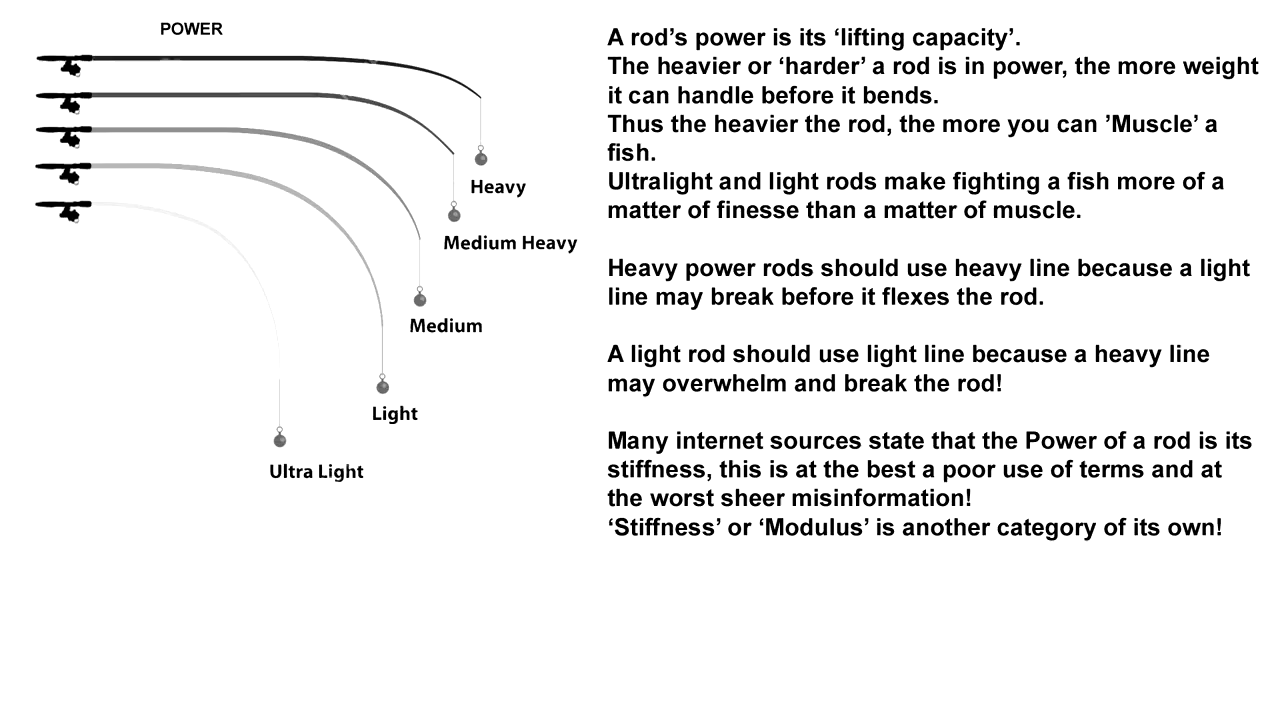 POWER
Heavy
Medium Heavy
Medium
Light
Ultra Light
A rod’s power is its ‘lifting capacity’.
The heavier or ‘harder’ a rod is in power, the more weight
it can handle before it bends.
Thus the heavier the rod, the more you can ’Muscle’ a
fish.
Ultralight and light rods make fighting a fish more of a
matter of finesse than a matter of muscle.
Heavy power rods should use heavy line because a light
line may break before it flexes the rod.
A light rod should use light line because a heavy line
may overwhelm and break the rod!
Many internet sources state that the Power of a rod is its
stiffness, this is at the best a poor use of terms and at
the worst sheer misinformation!
‘Stiffness’ or ‘Modulus’ is another category of its own!